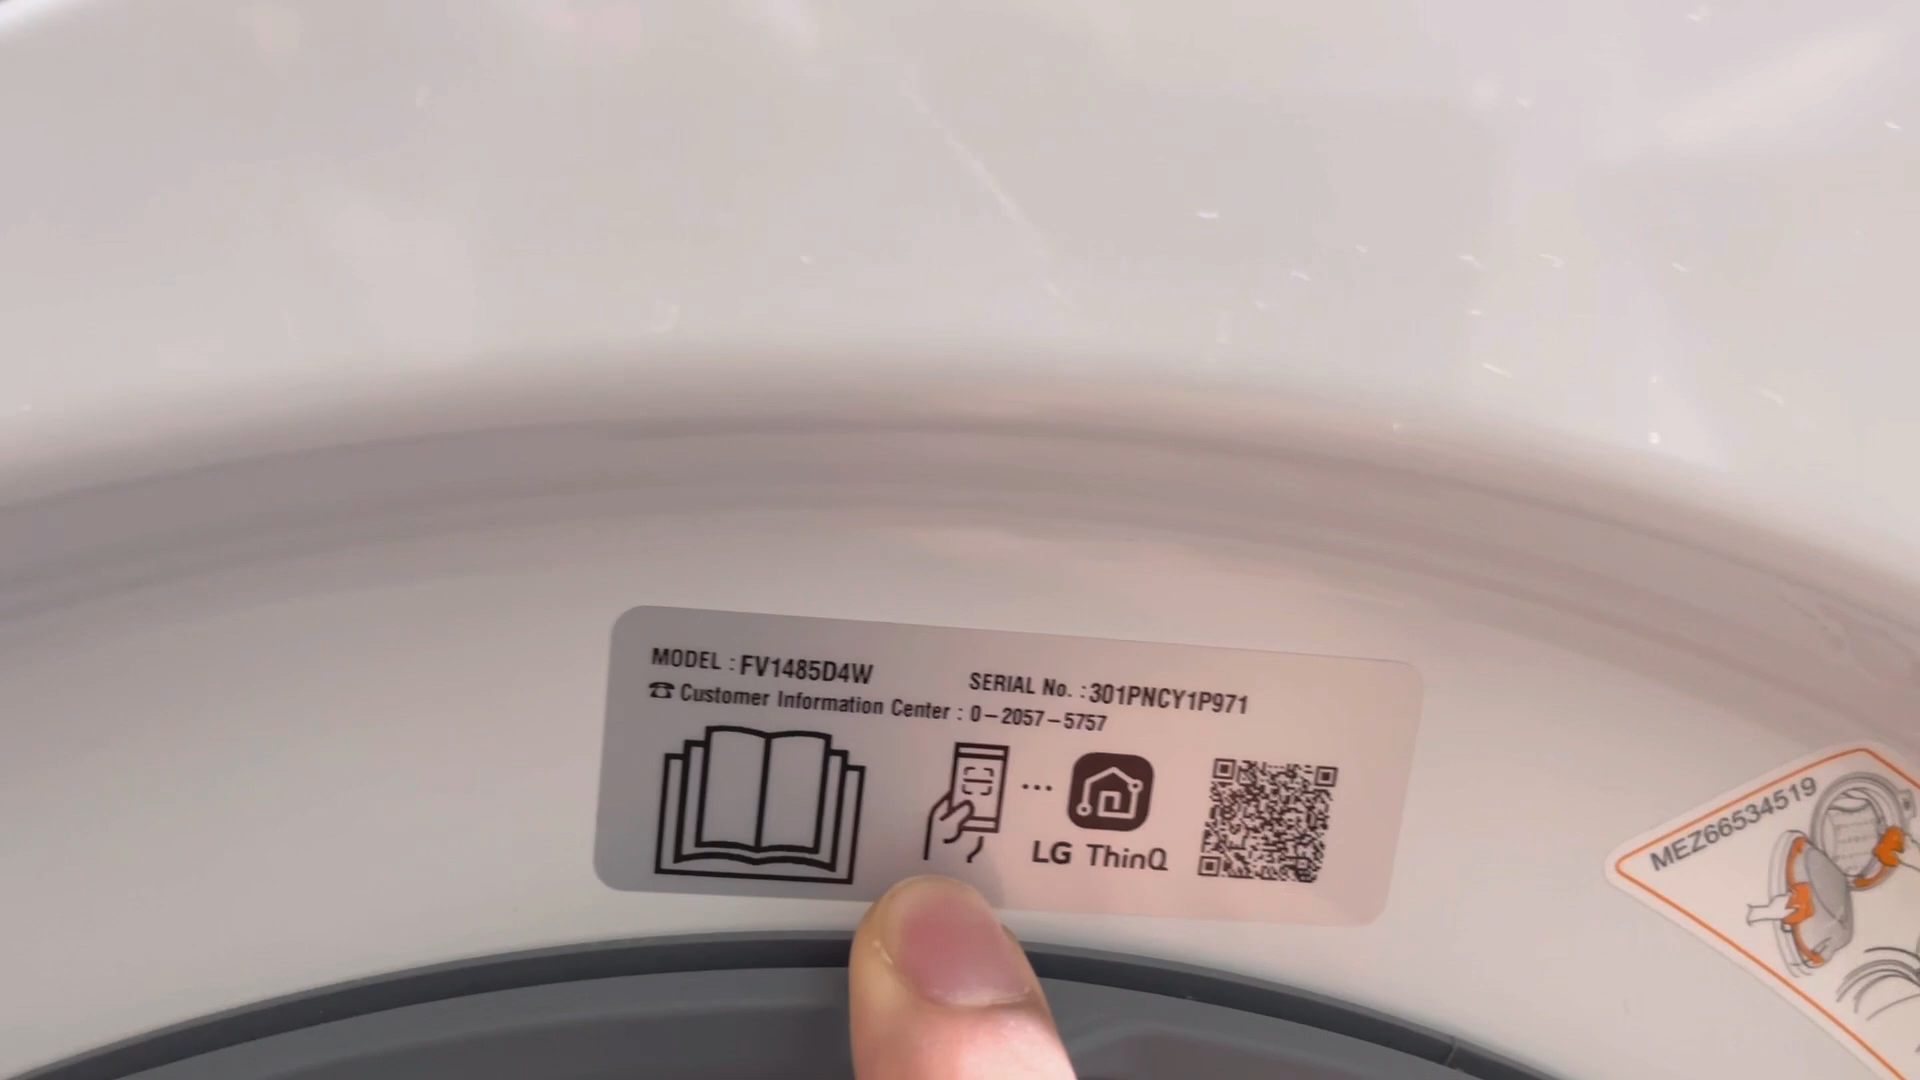 MODEL : FV1485D4W
SERIAL No. : 301PNCY1P971
☎ Customer Information Center : 0-2057-5757
LG ThinQ
MEZ66534519